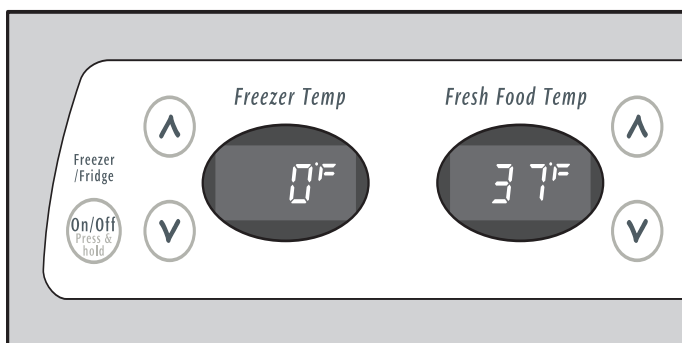 Freezer Temp
Fresh Food Temp
Freezer
/Fridge
0°F
37°F
On/Off
Press &
hold